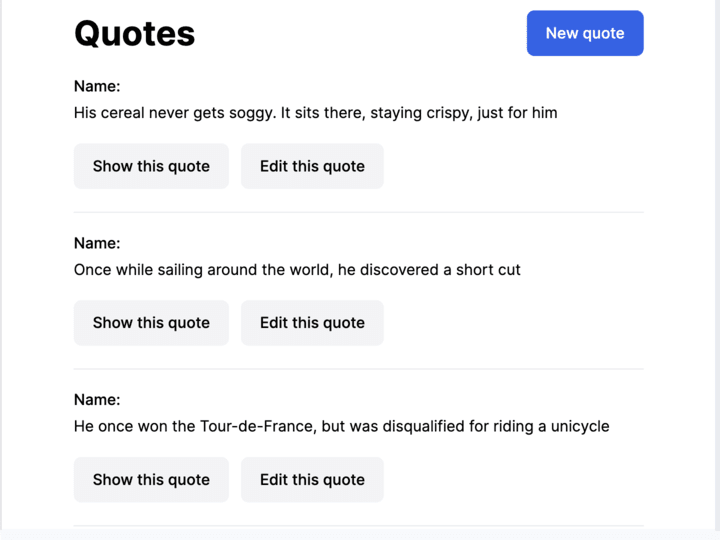 Quotes
New quote
Name:
His cereal never gets soggy. It sits there, staying crispy, just for him
Show this quote
Edit this quote
Name:
Once while sailing around the world, he discovered a short cut
Show this quote
Edit this quote
Name:
He once won the Tour-de-France, but was disqualified for riding a unicycle
Show this quote
Edit this quote